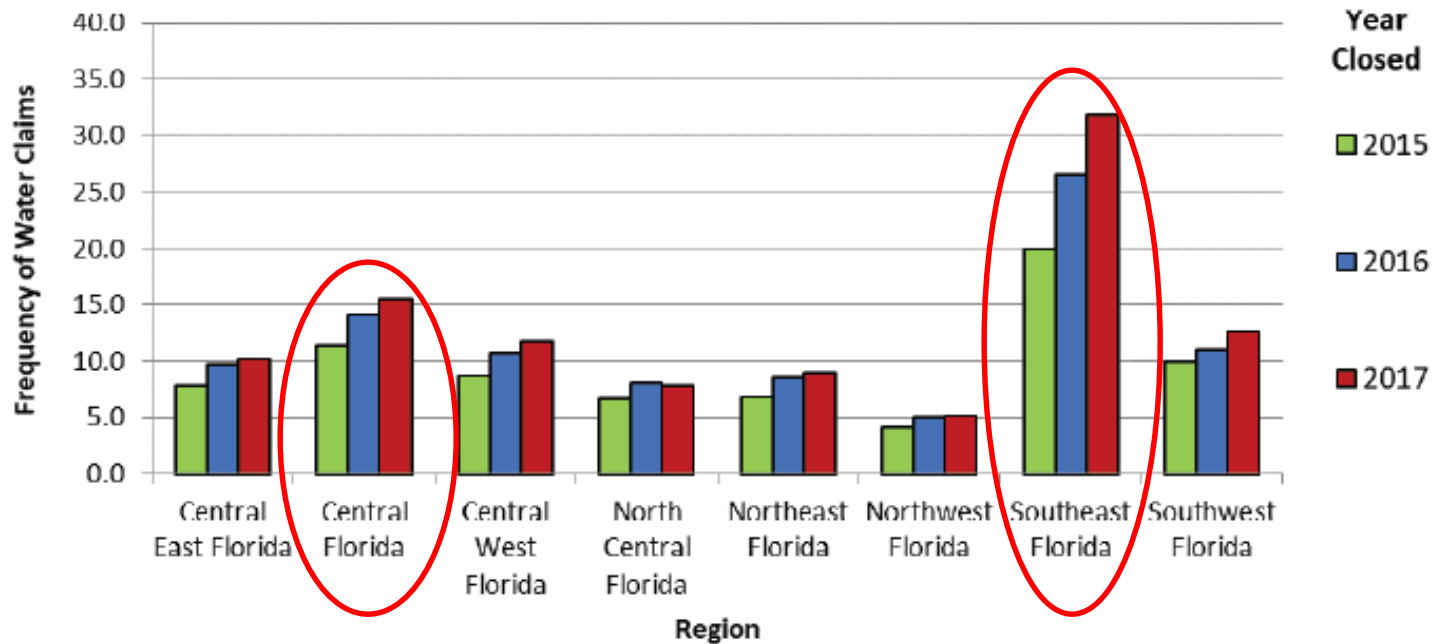 40.0
35.0
30.0
25.0
20.0
15.0
10.0
5.0
0.0
Frequency of Water Claims
Central
East Florida
Central
Florida
Central
West
Florida
North
Central
Florida
Northeast
Florida
Northwest
Florida
Southeast
Florida
Southwest
Florida
Region
Year
Closed
2015
2016
2017